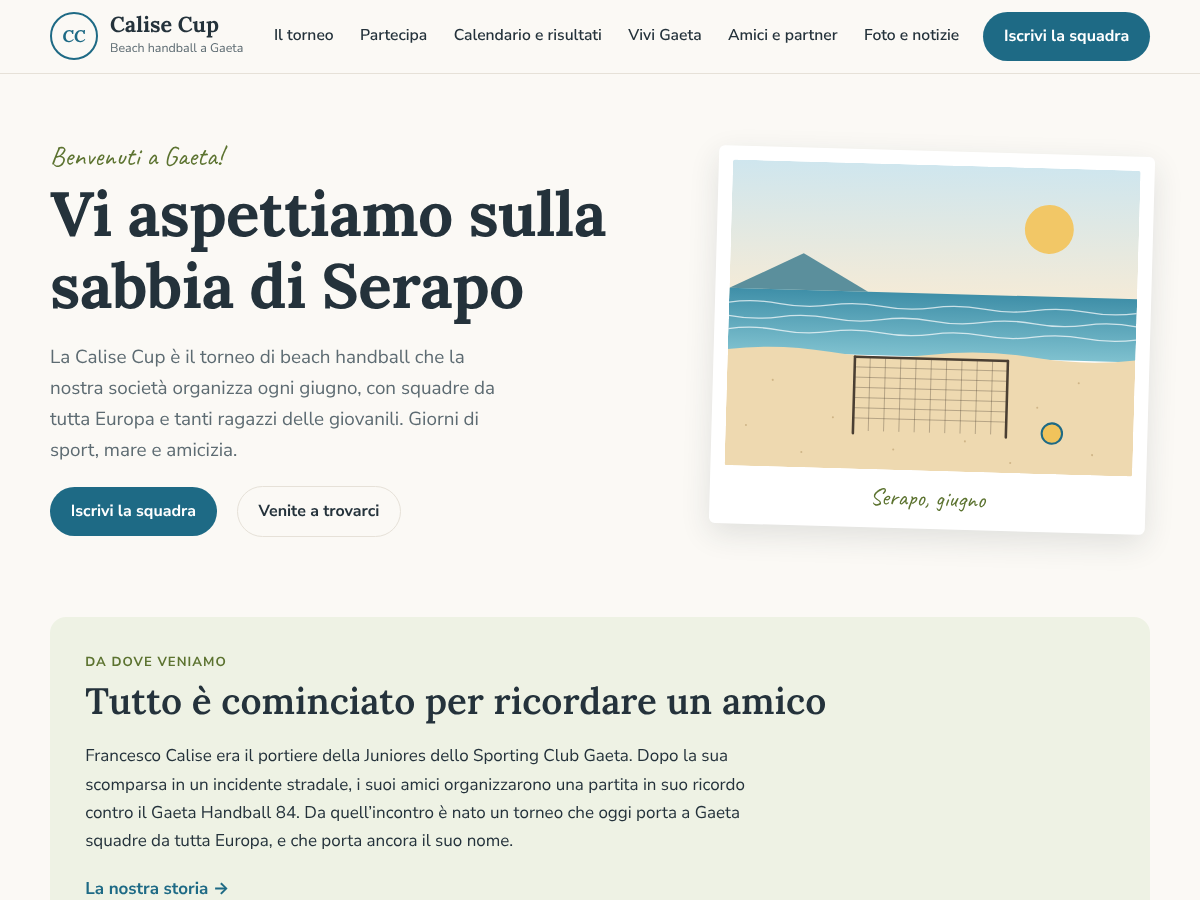 CC
Calise Cup
Beach handball a Gaeta
Il torneo
Partecipa
Calendario e risultati
Vivi Gaeta
Amici e partner
Foto e notizie
Iscrivi la squadra
Benvenuti a Gaeta!
Vi aspettiamo sulla
sabbia di Serapo
La Calise Cup è il torneo di beach handball che la
nostra società organizza ogni giugno, con squadre da
tutta Europa e tanti ragazzi delle giovanili. Giorni di
sport, mare e amicizia.
Iscrivi la squadra
Venite a trovarci
Serapo, giugno
DA DOVE VENIAMO
Tutto è cominciato per ricordare un amico
Francesco Calise era il portiere della Juniores dello Sporting Club Gaeta. Dopo la sua
scomparsa in un incidente stradale, i suoi amici organizzarono una partita in suo ricordo
contro il Gaeta Handball 84. Da quell’incontro è nato un torneo che oggi porta a Gaeta
squadre da tutta Europa, e che porta ancora il suo nome.
La nostra storia →